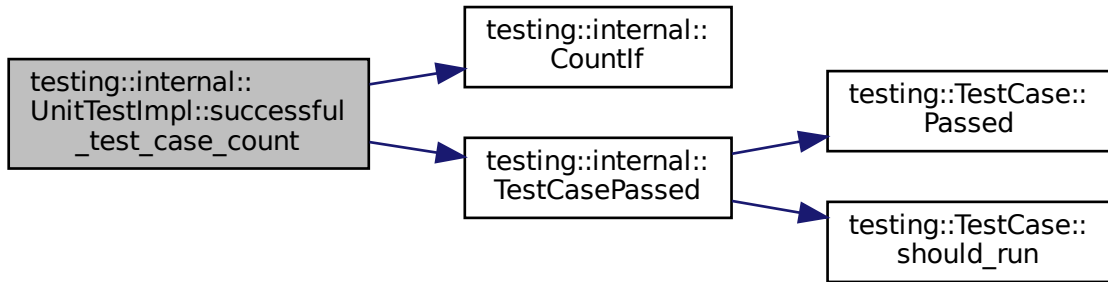 testing::internal::
UnitTestImpl::successful
_test_case_count
testing::internal::
CountIf
testing::internal::
TestCasePassed
testing::TestCase::
Passed
testing::TestCase::
should_run